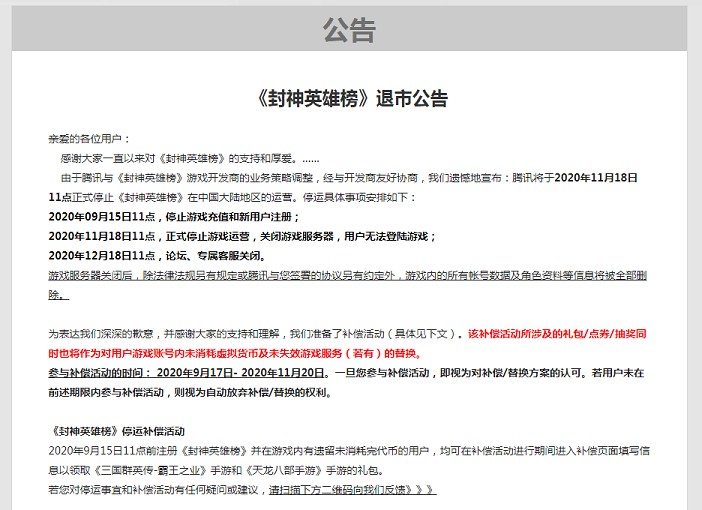 公告
《封神英雄榜》退市公告
亲爱的各位用户：
感谢大家一直以来对《封神英雄榜》的支持和厚爱。......
由于腾讯与《封神英雄榜》游戏开发商的业务策略调整，经与开发商友好协商，我们遗憾地宣布：腾讯将于2020年11月18日
11点正式停止《封神英雄榜》在中国大陆地区的运营。停运具体事项安排如下：
2020年09月15日11点，停止游戏充值和新用户注册；
2020年11月18日11点，正式停止游戏运营，关闭游戏服务器，用户无法登陆游戏；
2020年12月18日11点，论坛、专属客服关闭。
游戏服务器关闭后，除法律法规另有规定或腾讯与您签署的协议另有约定外，游戏内的所有帐号数据及角色资料等信息将被全部删
除。
为表达我们深深的歉意，并感谢大家的支持和理解，我们准备了补偿活动（具体见下文）。该补偿活动所涉及的礼包/点券/抽奖同
时也将作为对用户游戏账号内未消耗虚拟货币及未失效游戏服务（若有）的替换。
参与补偿活动的时间： 2020年9月17日- 2020年11月20日。一旦您参与补偿活动，即视为对补偿/替换方案的认可。若用户未在
前述期限内参与补偿活动，则视为自动放弃补偿/替换的权利。
《封神英雄榜》停运补偿活动
2020年9月15日11点前注册《封神英雄榜》并在游戏内有遗留未消耗完代币的用户，均可在补偿活动进行期间进入补偿页面填写信
息以领取《三国群英传-霸王之业》手游和《天龙八部手游》手游的礼包。
若您对停运事宜和补偿活动有任何疑问或建议，请扫描下方二维码向我们反馈》》》